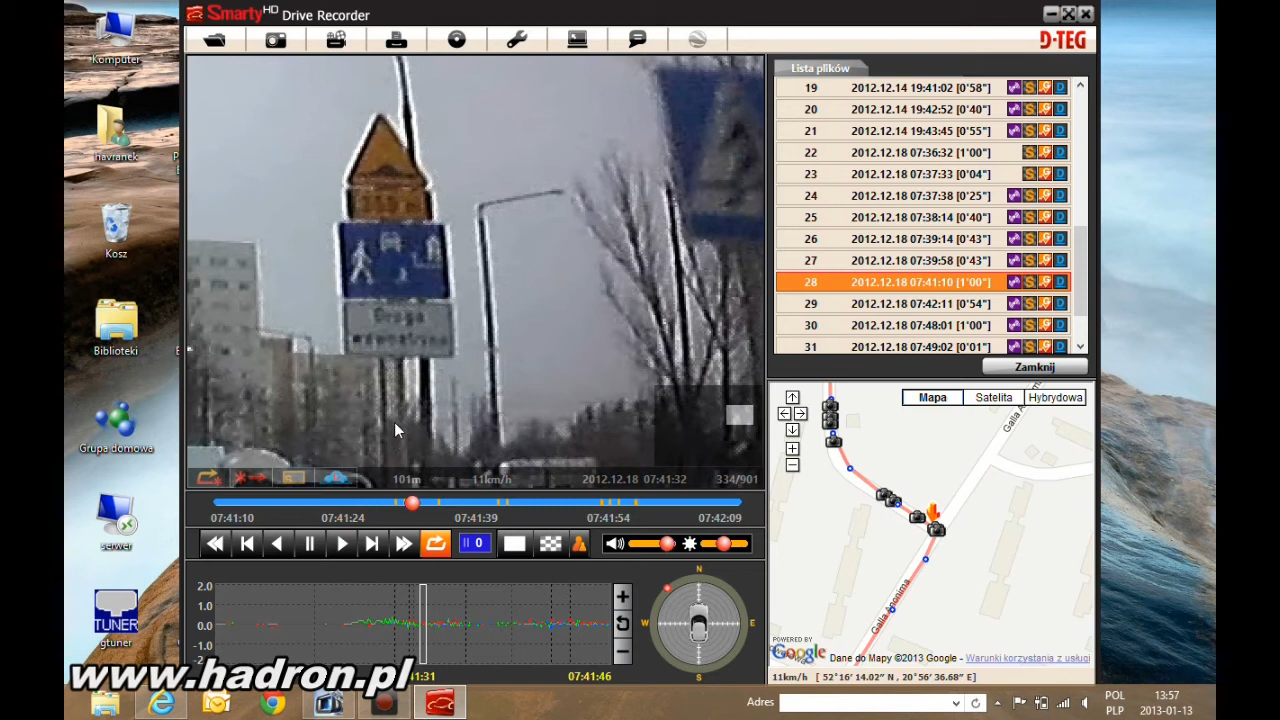 SmartyHD Drive Recorder
D-TEG
Komputer
havranek
Kosz
Biblioteki
Grupa domowa
serwer
TUNER
gtuner
Droga
wewnętrzna
101m 11km/h 2012.12.18 07:41:32 334/901
07:41:10 07:41:24 07:41:39 07:41:54 07:42:09
0
2.0
1.0
0.0
-1.0
07:41:46
N
W E
S
Lista plików
19 2012.12.14 19:41:02 [0'58"] S G D
20 2012.12.14 19:42:52 [0'40"] S G D
21 2012.12.14 19:43:45 [0'55"] S G D
22 2012.12.18 07:36:32 [1'00"] S G D
23 2012.12.18 07:37:33 [0'04"] S G D
24 2012.12.18 07:37:38 [0'25"] S G D
25 2012.12.18 07:38:14 [0'40"] S G D
26 2012.12.18 07:39:14 [0'43"] S G D
27 2012.12.18 07:39:58 [0'43"] S G D
28 2012.12.18 07:41:10 [1'00"] S G D
29 2012.12.18 07:42:11 [0'54"] S G D
30 2012.12.18 07:48:01 [1'00"] S G D
31 2012.12.18 07:49:02 [0'01"] S G D
Zamknij
Mapa Satelita Hybrydowa
Galla Anonima
POWERED BY
Google
Dane do Mapy ©2013 Google - Warunki korzystania z usługi
11km/h [ 52°16' 14.02" N , 20°56' 36.68" E]
www.hadron.pl
Adres
POL
PLP
13:57
2013-01-13